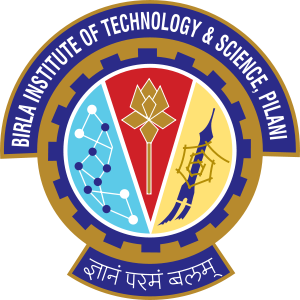 BIRLA INSTITUTE OF TECHNOLOGY & SCIENCE, PILANI
ज्ञानं परमं बलम्